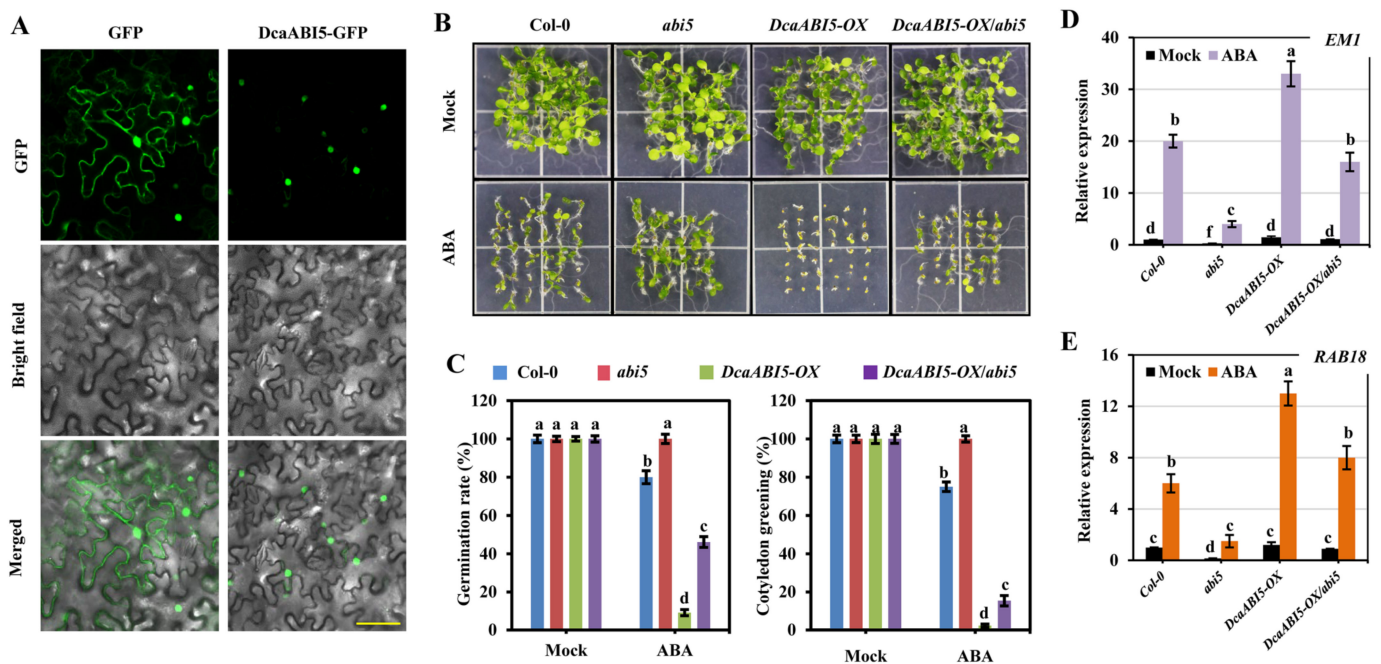 A
GFP
DcaABI5-GFP
GFP
Bright field
Merged
B
Col-0
abi5
DcaABI5-OX
DcaABI5-OX/abi5
Mock
ABA
C
Col-0
abi5
DcaABI5-OX
DcaABI5-OX/abi5
Germination rate (%)
120
100
80
60
40
20
0
a a a a
b
a
d
c
Mock
ABA
Cotyledon greening (%)
120
100
80
60
40
20
0
a a a a
b
a
d
c
Mock
ABA
D
EM1
Mock
ABA
Relative expression
40
30
20
10
0
d
b
f
c
d
a
d
b
Col-0
abi5
DcaABI5-OX
DcaABI5-OX/abi5
E
RAB18
Mock
ABA
Relative expression
16
12
8
4
0
c
b
d
c
c
a
c
b
Col-0
abi5
DcaABI5-OX
DcaABI5-OX/abi5